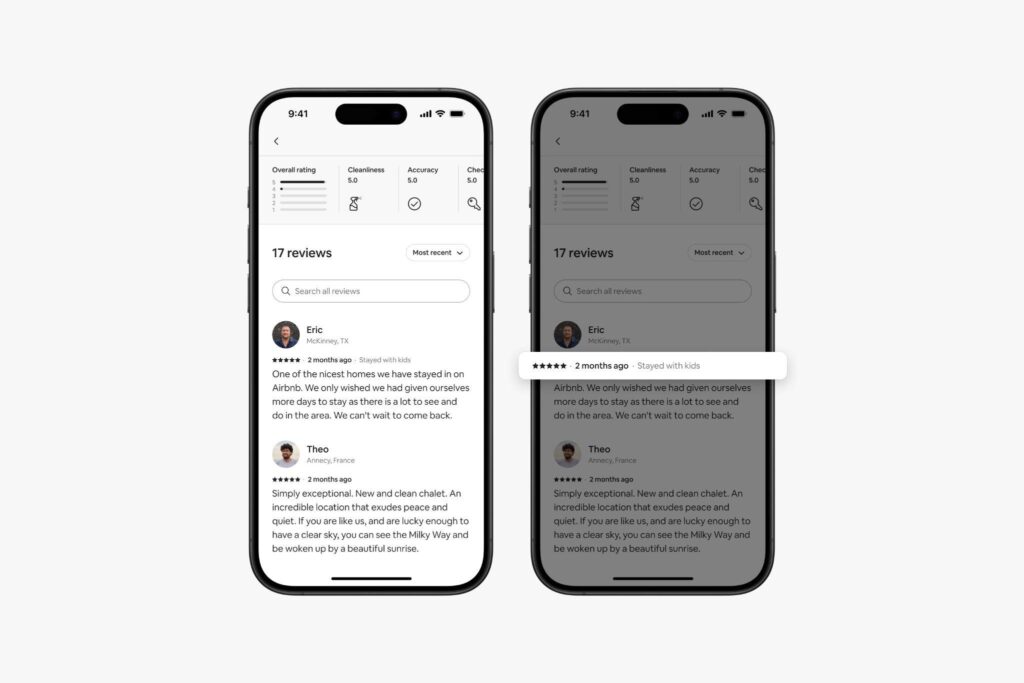 9:41
Overall rating
5
4
3
2
1
Cleanliness
5.0
Accuracy
5.0
Chec
5.0
17 reviews
Most recent
Search all reviews
Eric
McKinney, TX
★★★★★ · 2 months ago · Stayed with kids
One of the nicest homes we have stayed in on
Airbnb. We only wished we had given ourselves
more days to stay as there is a lot to see and
do in the area. We can't wait to come back.
Theo
Annecy, France
★★★★★ · 2 months ago
Simply exceptional. New and clean chalet. An
incredible location that exudes peace and
quiet. If you are like us, and are lucky enough to
have a clear sky, you can see the Milky Way and
be woken up by a beautiful sunrise.
9:41
Overall rating
5
4
3
2
1
Cleanliness
5.0
Accuracy
5.0
Chec
5.0
17 reviews
Most recent
Search all reviews
Eric
McKinney, TX
★★★★★ · 2 months ago · Stayed with kids
Airbnb. We only wished we had given ourselves
more days to stay as there is a lot to see and
do in the area. We can't wait to come back.
Theo
Annecy, France
★★★★★ · 2 months ago
Simply exceptional. New and clean chalet. An
incredible location that exudes peace and
quiet. If you are like us, and are lucky enough to
have a clear sky, you can see the Milky Way and
be woken up by a beautiful sunrise.